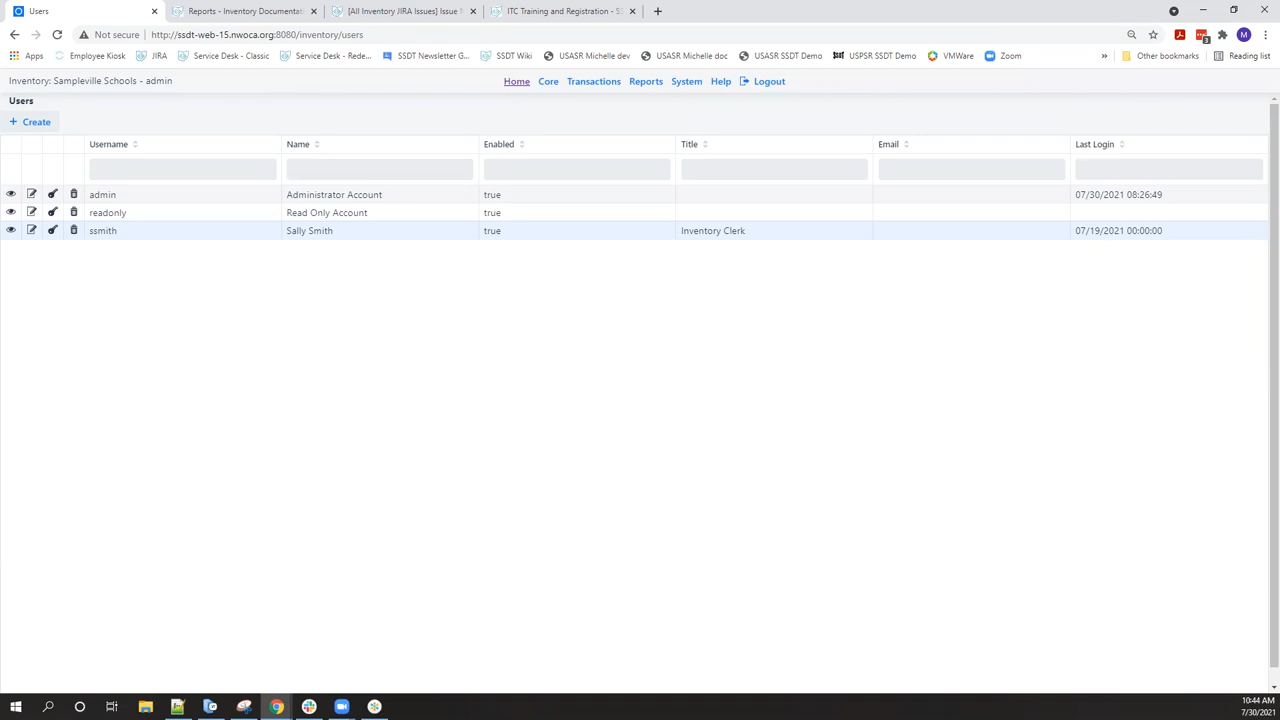 Users
Reports - Inventory Documentati
[All Inventory JIRA Issues] Issue
ITC Training and Registration - SS
Not secure http://ssdt-web-15.nwoca.org:8080/inventory/users
M
3
Apps Employee Kiosk JIRA Service Desk - Classic Service Desk - Rede... SSDT Newsletter G... SSDT Wiki USASR Michelle dev USASR Michelle doc USASR SSDT Demo USPSR SSDT Demo VMWare Zoom » Other bookmarks Reading list
Inventory: Sampleville Schools - admin Home Core Transactions Reports System Help Logout
Users
+ Create
Username Name Enabled Title Email Last Login
admin Administrator Account true 07/30/2021 08:26:49
readonly Read Only Account true
ssmith Sally Smith true Inventory Clerk 07/19/2021 00:00:00
10:44 AM
7/30/2021